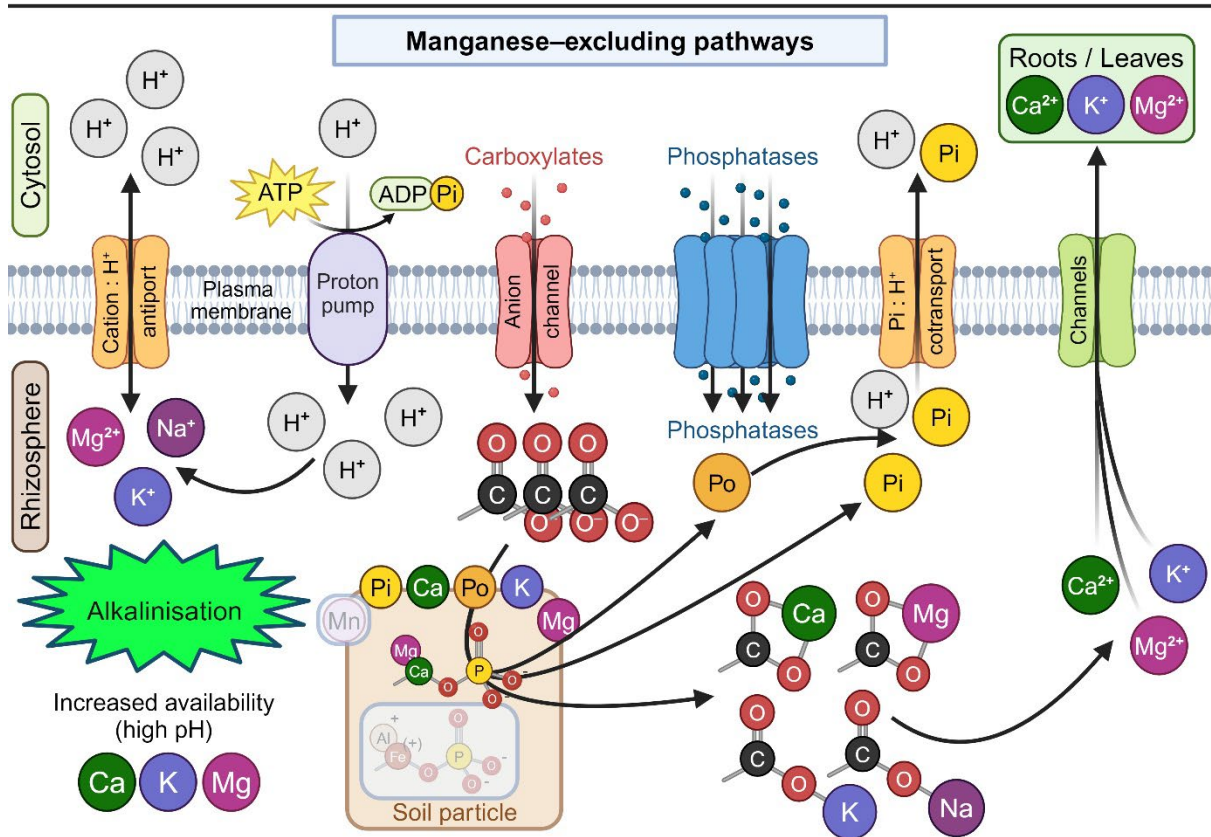 Manganese–excluding pathways
Roots / Leaves
Ca²⁺ K⁺ Mg²⁺
Cytosol
H⁺
H⁺
H⁺
H⁺
ATP
ADP Pi
Carboxylates
Phosphatases
H⁺ Pi
Cation : H⁺
antiport
Plasma
membrane
Proton
pump
Anion
channel
Pi : H⁺
cotransport
Channels
Rhizosphere
Mg²⁺ Na⁺
K⁺
H⁺ H⁺
H⁺
Phosphatases
H⁺ Pi
O O O
C C C
O⁻ O⁻ O⁻
Po
Pi
Alkalinisation
Increased availability
(high pH)
Ca K Mg
Mn Pi Ca Po K Mg
Mg
Ca O P O O⁻ O⁻
Al⁺
Fe (+) O P O O⁻ O⁻
Soil particle
O Ca
C O
O Mg
C O
O
C
O
K
O
C
O
Na
Ca²⁺ K⁺
Mg²⁺